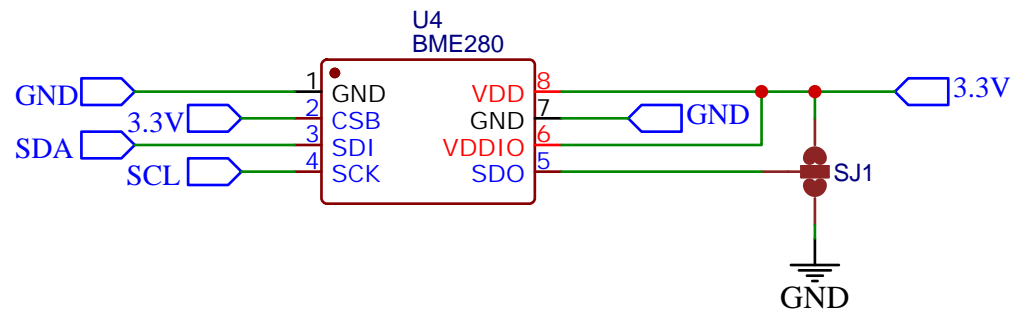 U4
BME280
GND
3.3V
SDA
SCL
1
2
3
4
GND
CSB
SDI
SCK
VDD
GND
VDDIO
SDO
8
7
6
5
GND
3.3V
SJ1
GND